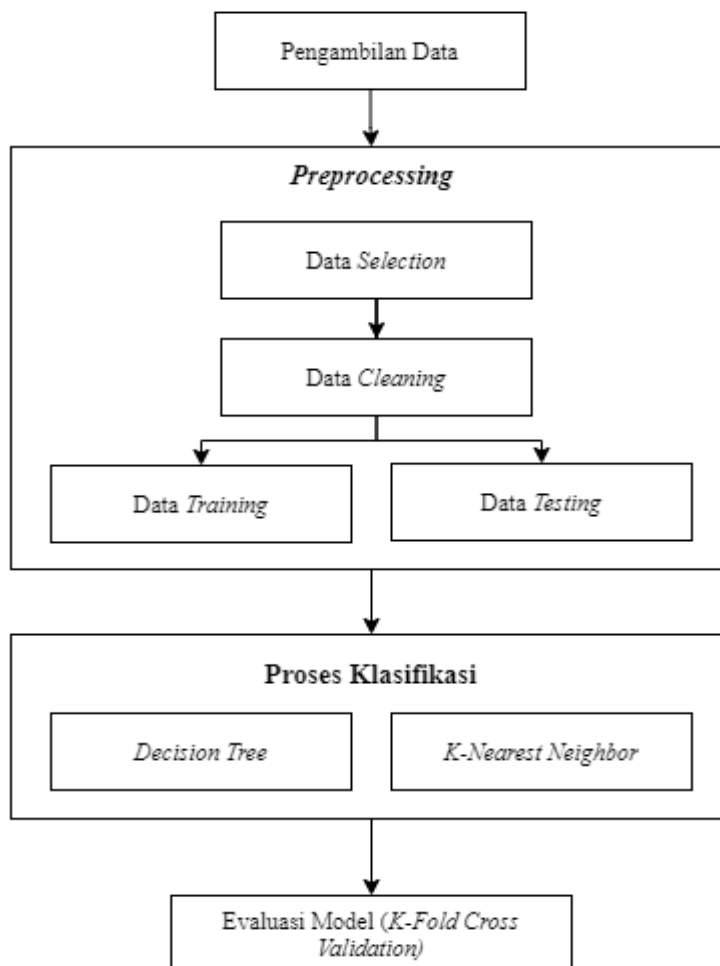 Pengambilan Data
Preprocessing
Data Selection
Data Cleaning
Data Training
Data Testing
Proses Klasifikasi
Decision Tree
K-Nearest Neighbor
Evaluasi Model (K-Fold Cross
Validation)